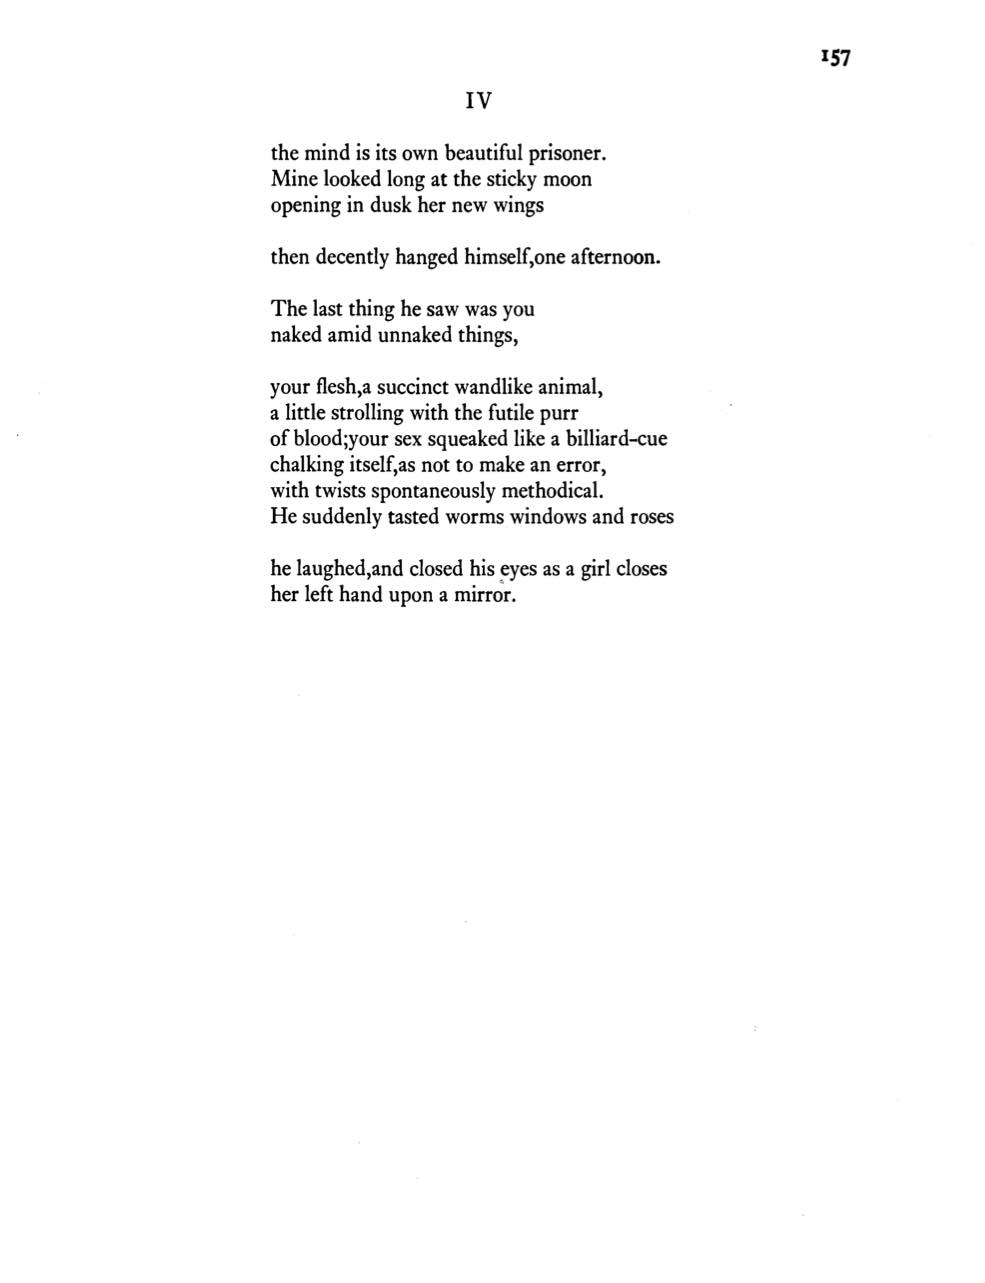 157
IV
the mind is its own beautiful prisoner.
Mine looked long at the sticky moon
opening in dusk her new wings
then decently hanged himself,one afternoon.
The last thing he saw was you
naked amid unnaked things,
your flesh,a succinct wandlike animal,
a little strolling with the futile purr
of blood;your sex squeaked like a billiard-cue
chalking itself,as not to make an error,
with twists spontaneously methodical.
He suddenly tasted worms windows and roses
he laughed,and closed his eyes as a girl closes
her left hand upon a mirror.